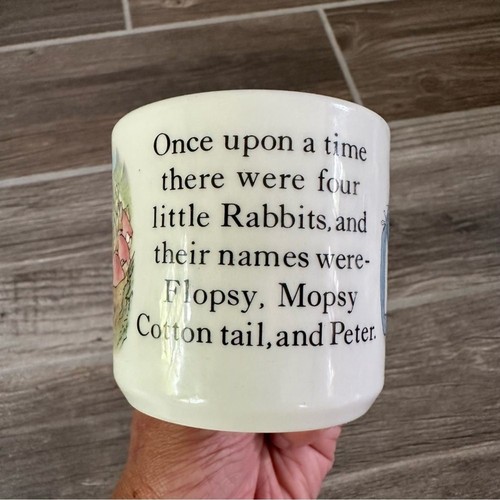 Once upon a time
there were four
little Rabbits, and
their names were-
Flopsy, Mopsy
Cotton tail, and Peter.